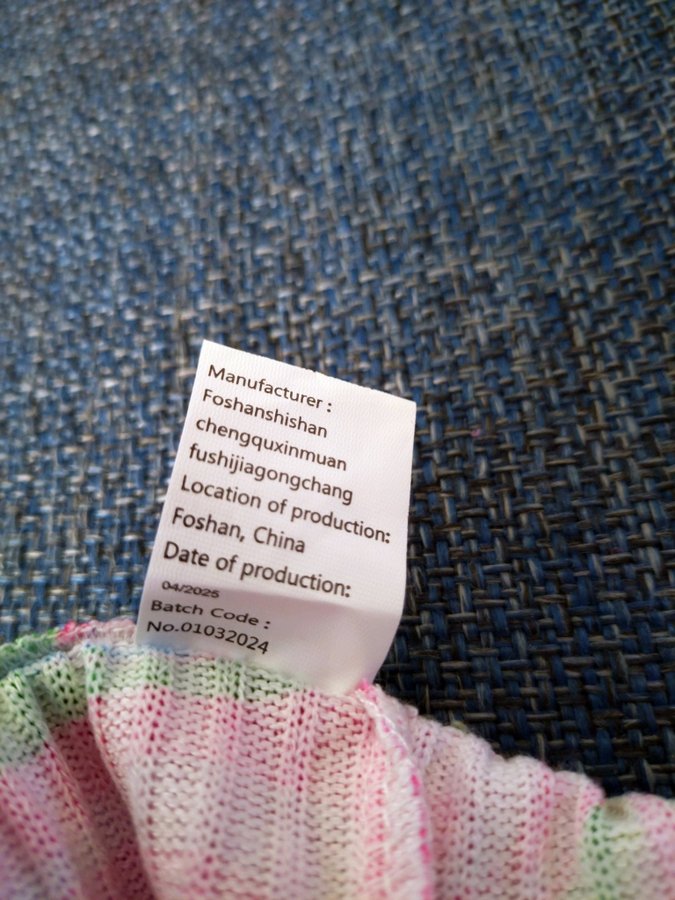 Manufacturer :
Foshanshishan
chengquxinmuan
fushijiagongchang
Location of production:
Foshan, China
Date of production:
04/2025
Batch Code :
No.01032024